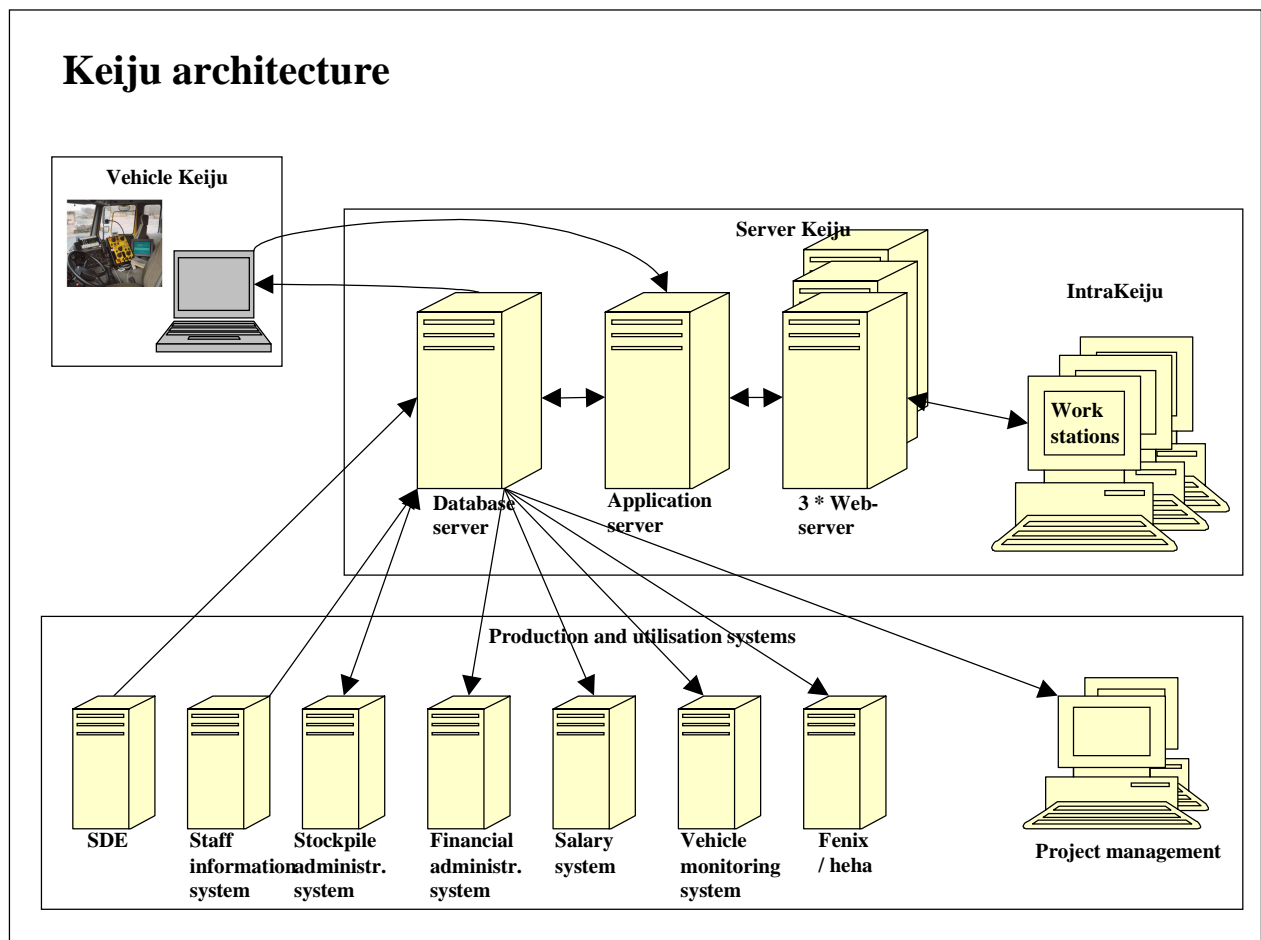 Keiju architecture
Vehicle Keiju
Server Keiju
IntraKeiju
Work
stations
Database
server
Application
server
3 * Web-
server
Production and utilisation systems
SDE
Staff
information
system
Stockpile
administr.
system
Financial
administr.
system
Salary
system
Vehicle
monitoring
system
Fenix
/ heha
Project management